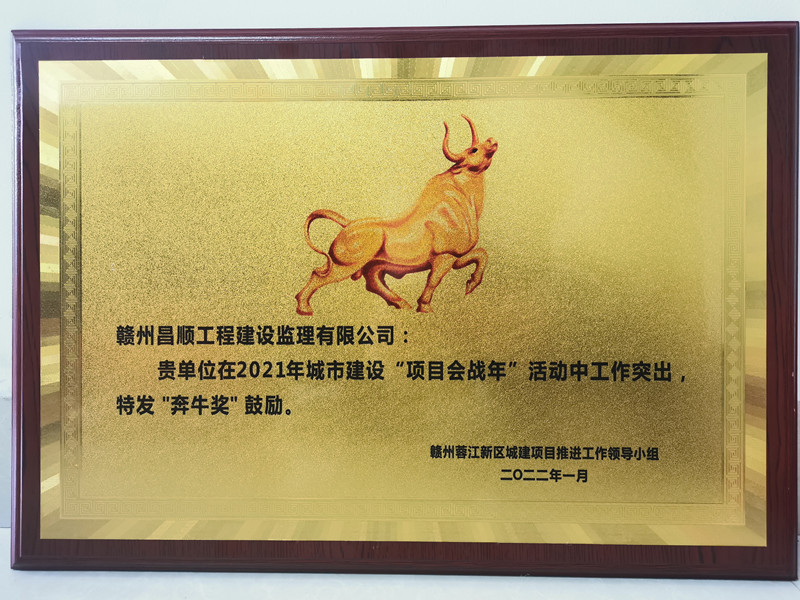 赣州昌顺工程建设监理有限公司：
贵单位在2021年城市建设“项目会战年”活动中工作突出，
特发"奔牛奖"鼓励。
赣州蓉江新区城建项目推进工作领导小组
二〇二二年一月